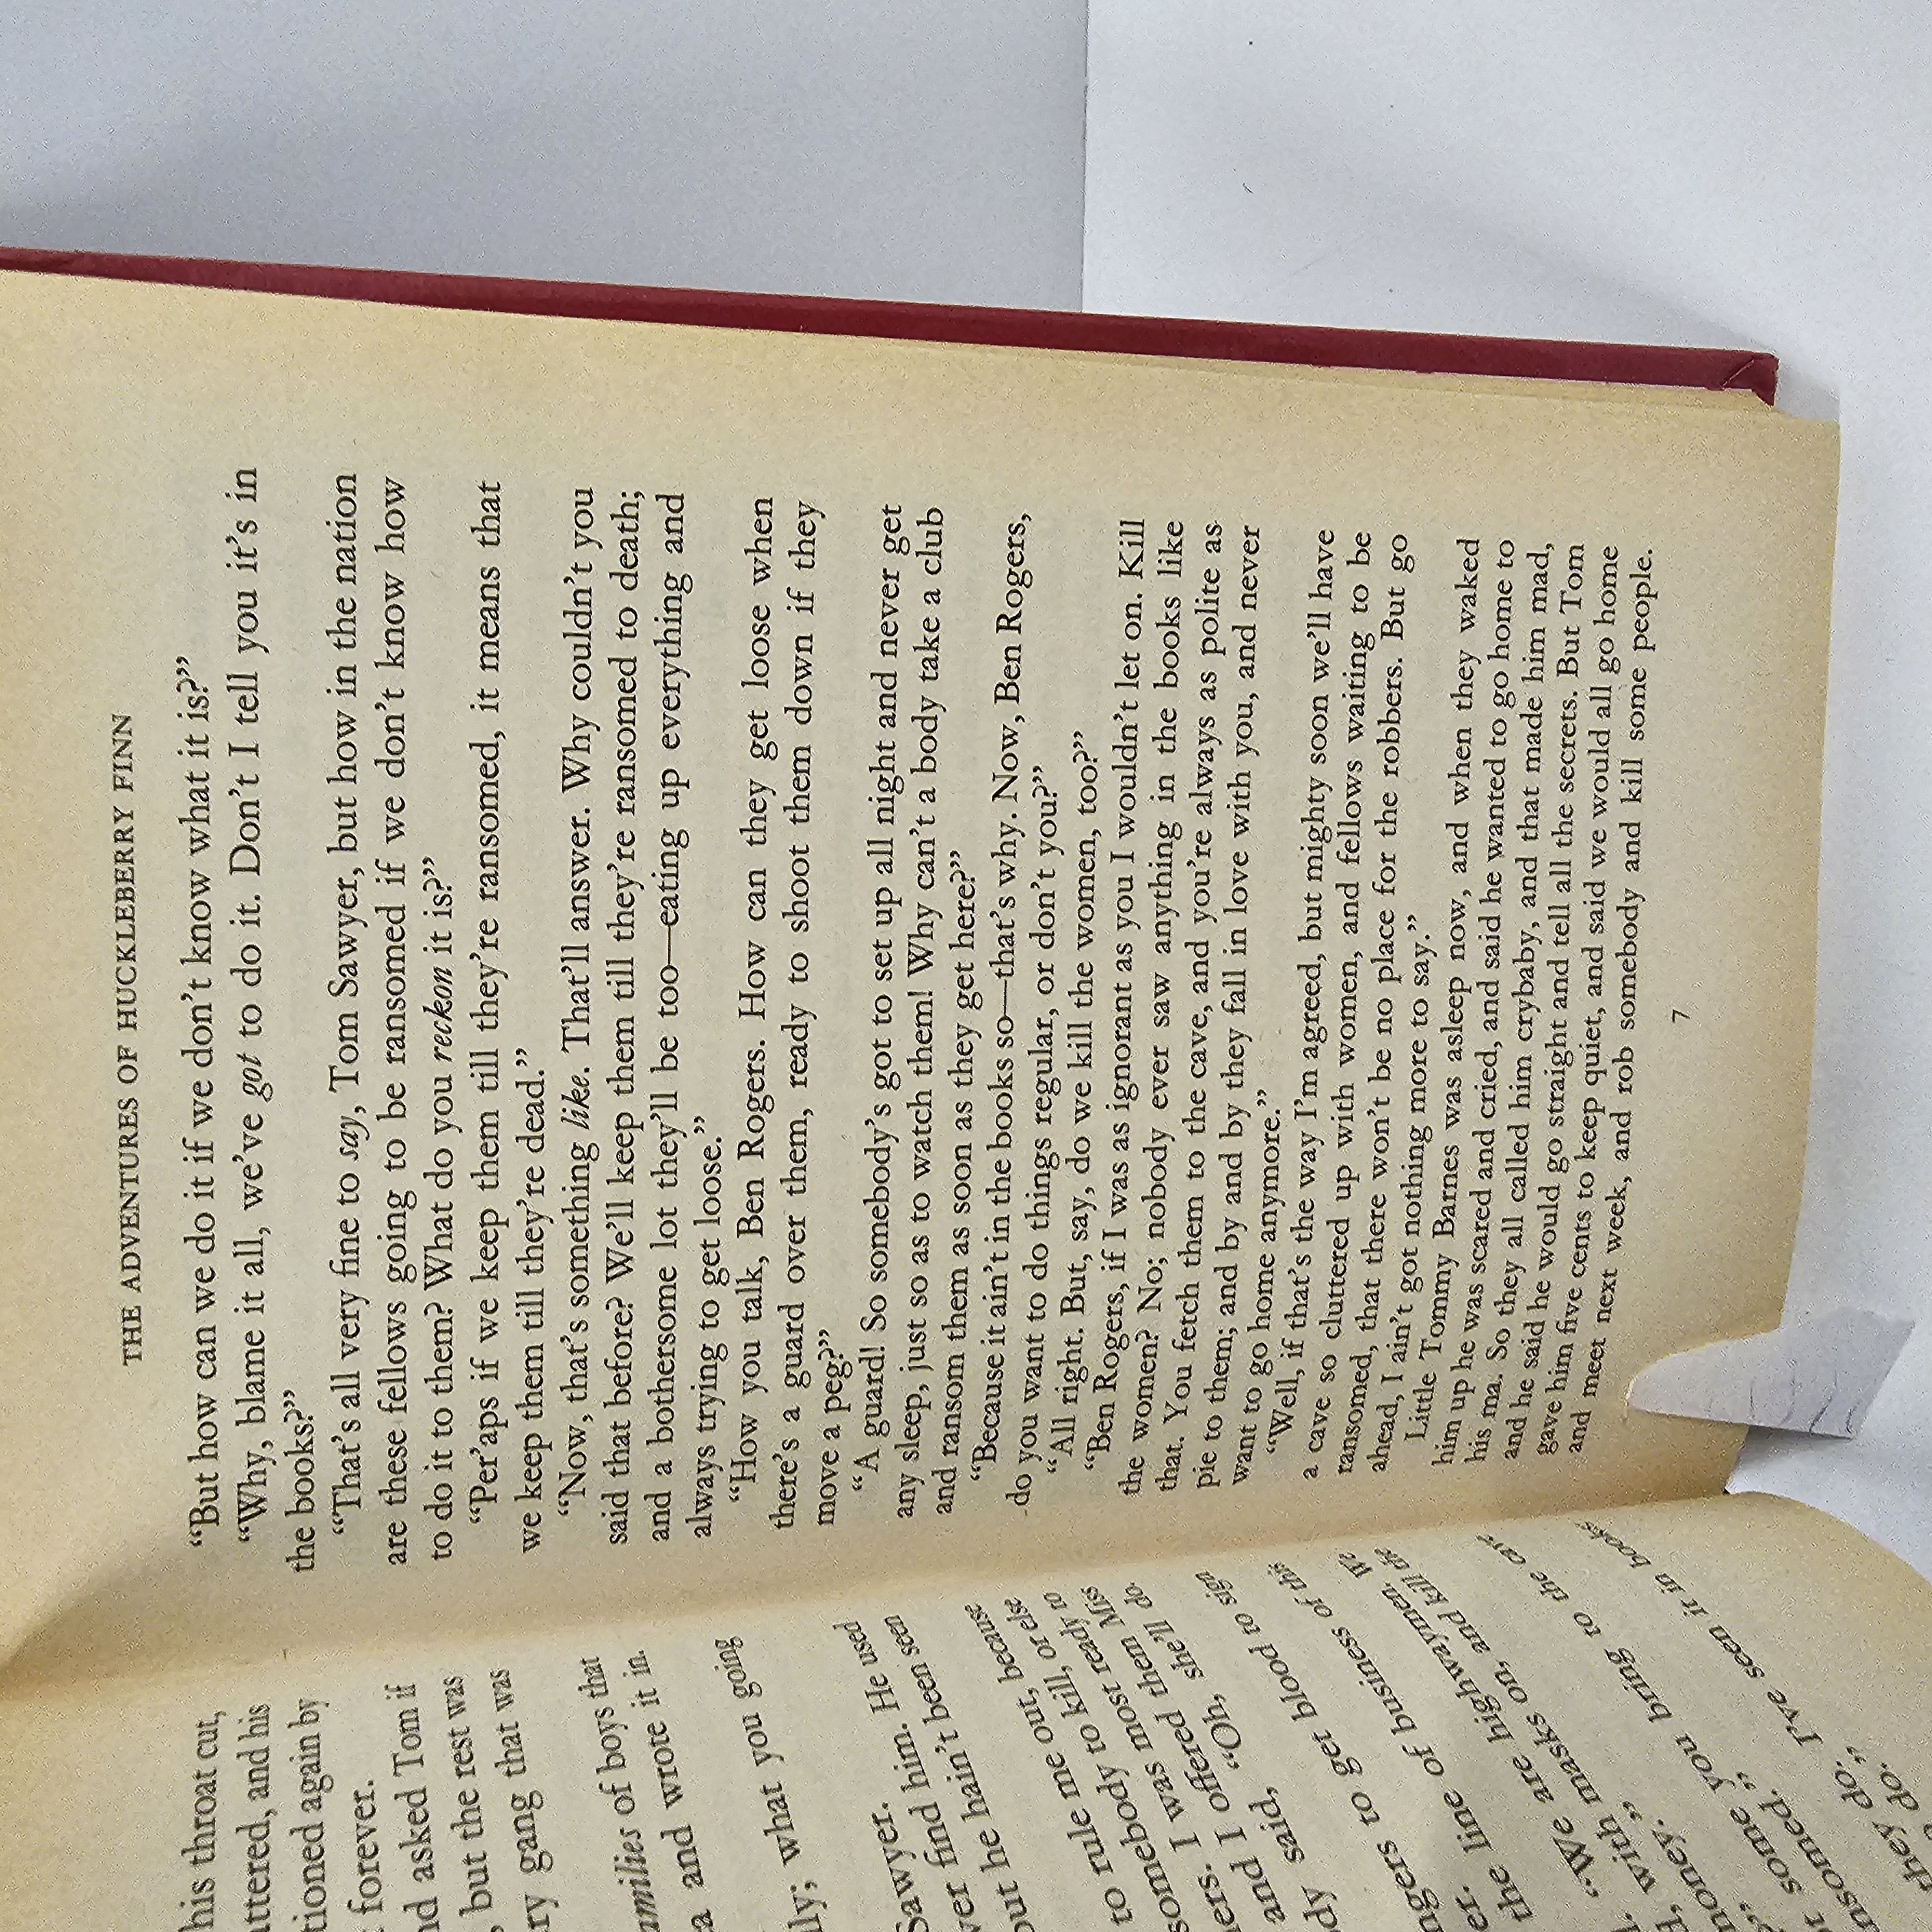 his throat cut,
and his
again by
forever.
asked Tom if
but the rest was
gang that was
of boys that
and wrote it in.
what you going
Sawyer.
find him. He used
he hain't been seen
to rule me out, because
somebody to kill, or else
I was most ready to
and I offered them Miss
said, "Oh, she'll do.
to get blood to sign
the line of business of this
"We are highwaymen. We
with masks on, and kill the
some you bring to the cave
they do. I've seen it in books
do."
THE ADVENTURES OF HUCKLEBERRY FINN
"But how can we do it if we don't know what it is?"
"Why, blame it all, we've got to do it. Don't I tell you it's in
the books?"
"That's all very fine to say, Tom Sawyer, but how in the nation
are these fellows going to be ransomed if we don't know how
to do it to them? What do you reckon it is?"
"Per'aps if we keep them till they're ransomed, it means that
we keep them till they're dead."
"Now, that's something like. That'll answer. Why couldn't you
said that before? We'll keep them till they're ransomed to death;
and a bothersome lot they'll be too—eating up everything and
always trying to get loose."
"How you talk, Ben Rogers. How can they get loose when
there's a guard over them, ready to shoot them down if they
move a peg?"
"A guard! So somebody's got to set up all night and never get
any sleep, just so as to watch them! Why can't a body take a club
and ransom them as soon as they get here?"
"Because it ain't in the books so—that's why. Now, Ben Rogers,
do you want to do things regular, or don't you?"
"All right. But, say, do we kill the women, too?"
"Ben Rogers, if I was as ignorant as you I wouldn't let on. Kill
the women? No; nobody ever saw anything in the books like
that. You fetch them to the cave, and you're always as polite as
pie to them; and by and by they fall in love with you, and never
want to go home anymore."
"Well, if that's the way I'm agreed, but mighty soon we'll have
a cave so cluttered up with women, and fellows waiting to be
ransomed, that there won't be no place for the robbers. But go
ahead, I ain't got nothing more to say."
Little Tommy Barnes was asleep now, and when they waked
him up he was scared and cried, and said he wanted to go home to
his ma. So they all called him crybaby, and that made him mad,
and he said he would go straight and tell all the secrets. But Tom
gave him five cents to keep quiet, and said we would all go home
and meet next week, and rob somebody and kill some people.
7